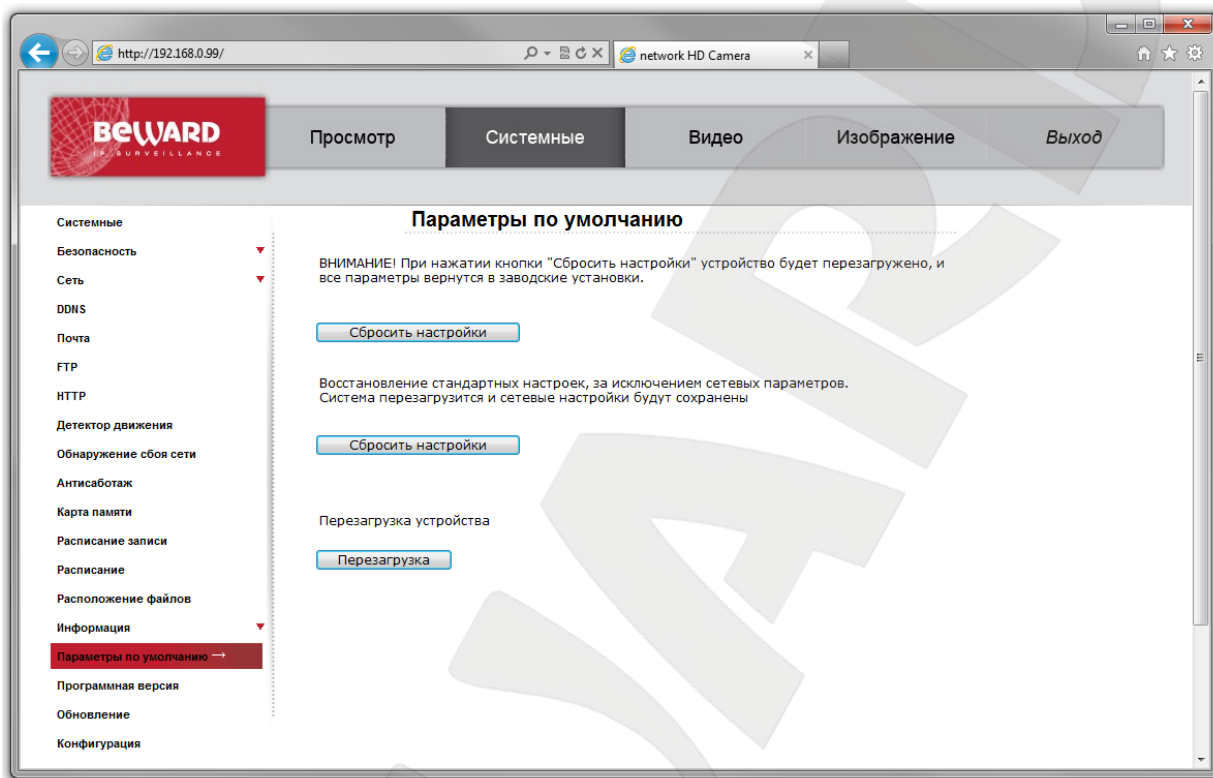 http://192.168.0.99/
network HD Camera
BEWARD
IP SURVEILLANCE
Просмотр
Системные
Видео
Изображение
Выход
Системные
Безопасность
Сеть
DDNS
Почта
FTP
HTTP
Детектор движения
Обнаружение сбоя сети
Антисаботаж
Карта памяти
Расписание записи
Расписание
Расположение файлов
Информация
Параметры по умолчанию →
Программная версия
Обновление
Конфигурация
Параметры по умолчанию
ВНИМАНИЕ! При нажатии кнопки "Сбросить настройки" устройство будет перезагружено, и
все параметры вернутся в заводские установки.
Сбросить настройки
Восстановление стандартных настроек, за исключением сетевых параметров.
Система перезагрузится и сетевые настройки будут сохранены
Сбросить настройки
Перезагрузка устройства
Перезагрузка